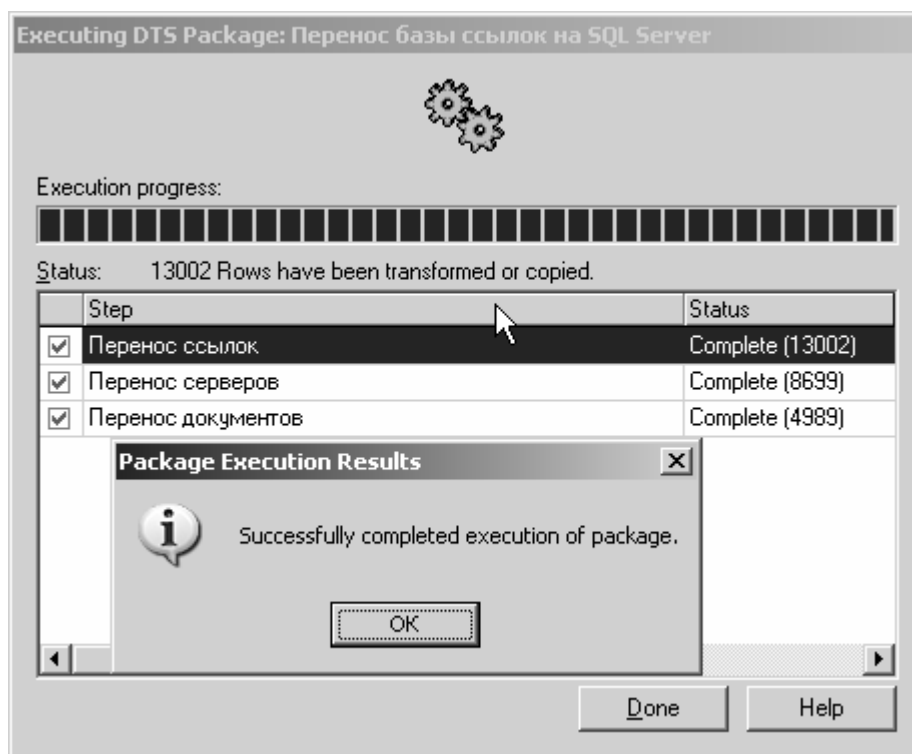 Executing DTS Package: Перенос базы ссылок на SQL Server
Execution progress:
Status: 13002 Rows have been transformed or copied.
Step Status
Перенос ссылок Complete (13002)
Перенос серверов Complete (8699)
Перенос документов Complete (4989)
Package Execution Results
Successfully completed execution of package.
OK
Done Help